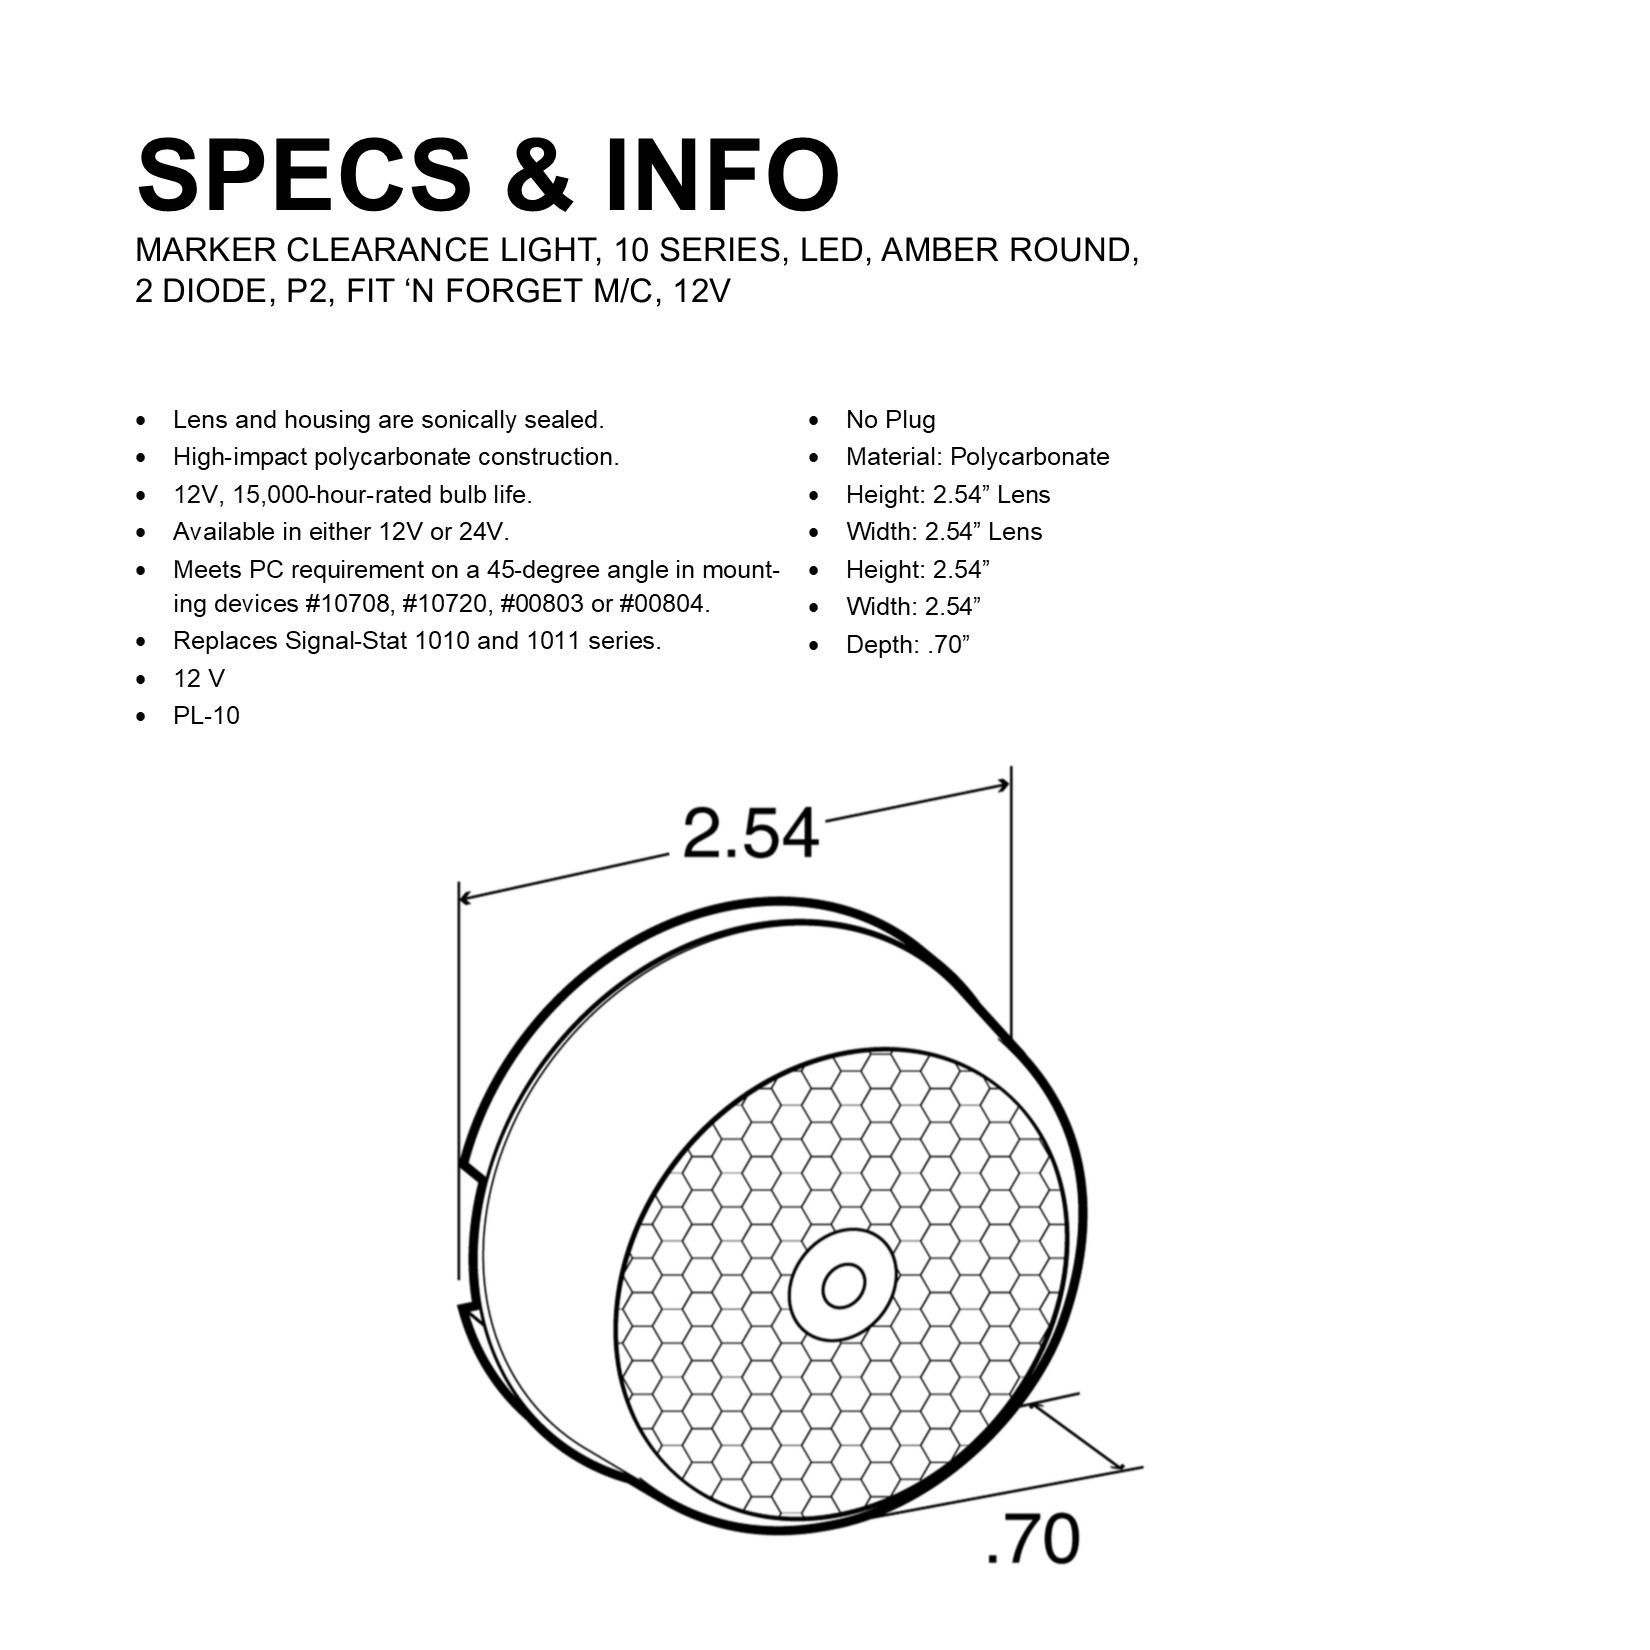 SPECS & INFO
MARKER CLEARANCE LIGHT, 10 SERIES, LED, AMBER ROUND,
2 DIODE, P2, FIT ‘N FORGET M/C, 12V
• Lens and housing are sonically sealed.
• High-impact polycarbonate construction.
• 12V, 15,000-hour-rated bulb life.
• Available in either 12V or 24V.
• Meets PC requirement on a 45-degree angle in mount-
ing devices #10708, #10720, #00803 or #00804.
• Replaces Signal-Stat 1010 and 1011 series.
• 12 V
• PL-10
• No Plug
• Material: Polycarbonate
• Height: 2.54” Lens
• Width: 2.54” Lens
• Height: 2.54”
• Width: 2.54”
• Depth: .70”
2.54
.70